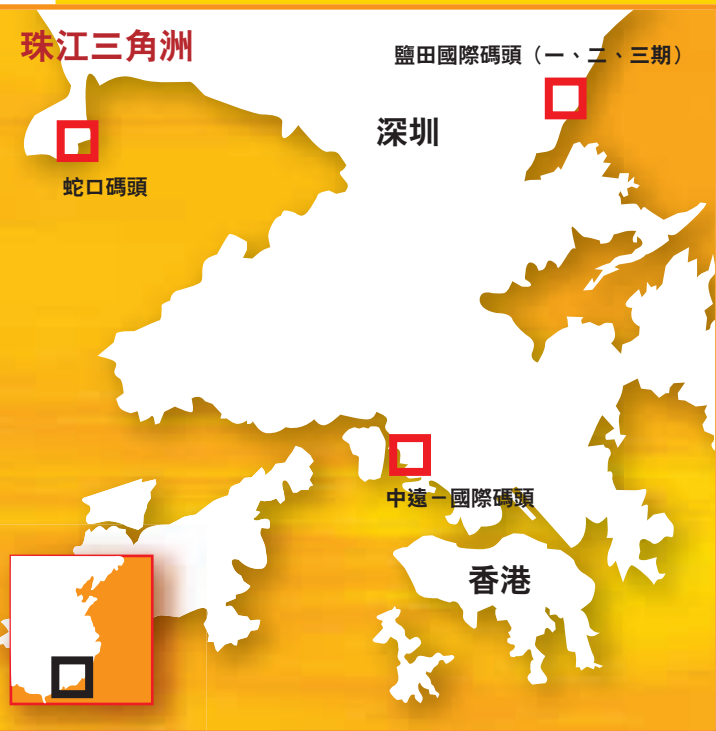 珠江三角洲
鹽田國際碼頭（一、二、三期）
深圳
蛇口碼頭
中遠－國際碼頭
香港